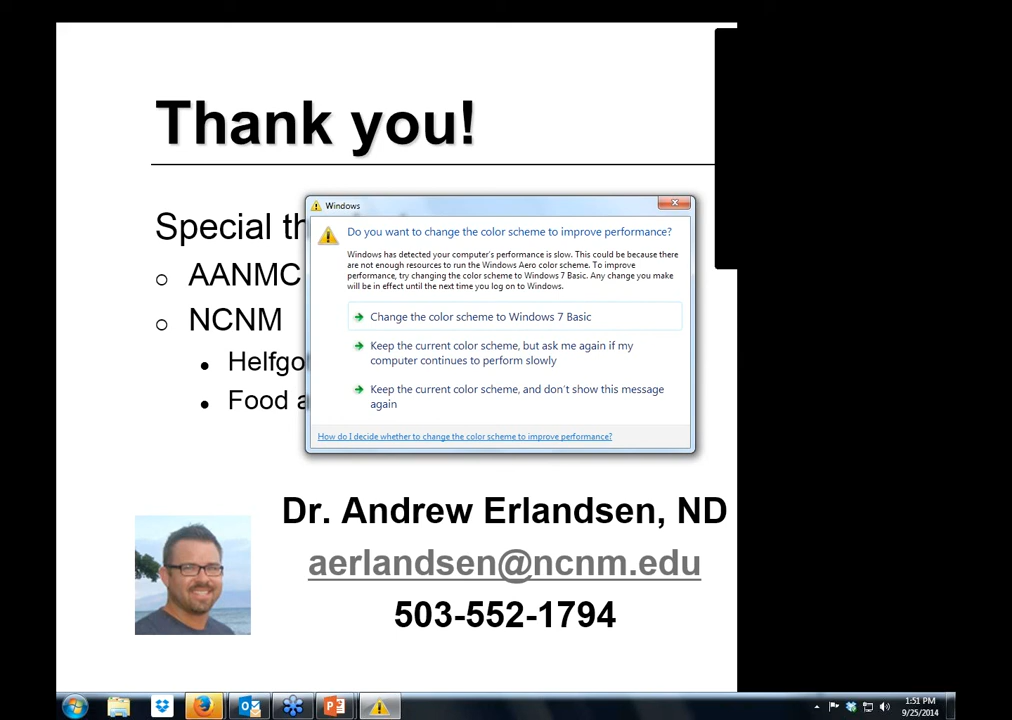 Thank you!
Special
AANMC
NCNM
Food
Windows
Do you want to change the color scheme to improve performance?
Windows has detected your computer's performance is slow. This could be because there
are not enough resources to run the Windows Aero color scheme. To improve
performance, try changing the color scheme to Windows 7 Basic. Any change you make
will be in effect until the next time you log on to Windows.
Change the color scheme to Windows 7 Basic
Keep the current color scheme, but ask me again if my
computer continues to perform slowly
Keep the current color scheme, and don't show this message
again
How do I decide whether to change the color scheme to improve performance?
Dr. Andrew Erlandsen, ND
aerlandsen@ncnm.edu
503-552-1794
1:51 PM
9/25/2014